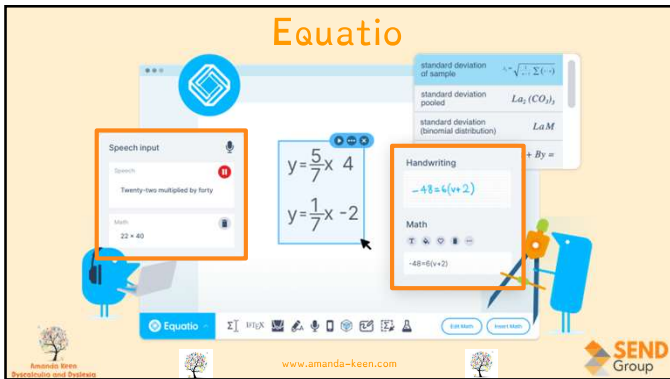 Equatio
standard deviation
of sample
standard deviation
pooled
La₂ (CO₃)₃
standard deviation
(binomial distribution)
LaM
+ By =
Speech input
Speech
Twenty-two multiplied by forty
Math
22 × 40
y=5/7x 4
y=1/7x -2
Handwriting
-48=6(v+2)
Math
T
-48=6(v+2)
Equatio
LaTeX
Edit Math
Insert Math
Amanda Keen
Dyscalculia and Dyslexia
www.amanda-keen.com
SEND
Group